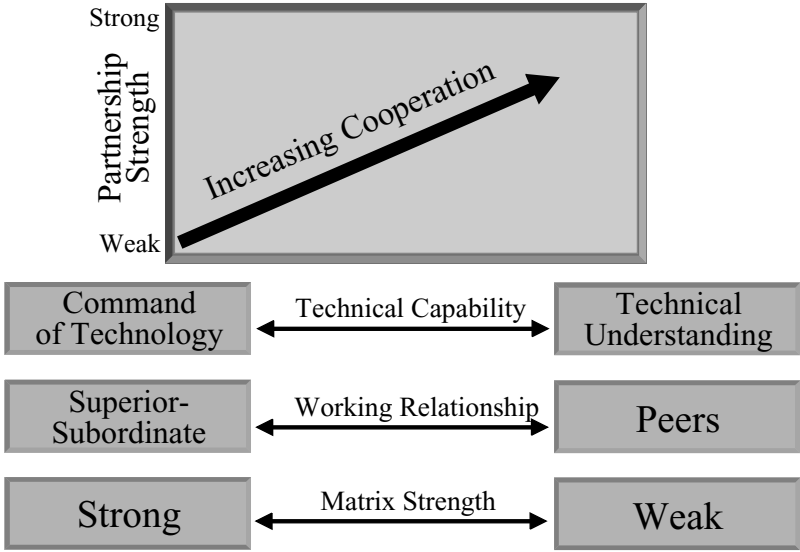 Strong
Partnership
Strength
Increasing Cooperation
Weak
Command
of Technology
Technical Capability
Technical
Understanding
Superior-
Subordinate
Working Relationship
Peers
Strong
Matrix Strength
Weak